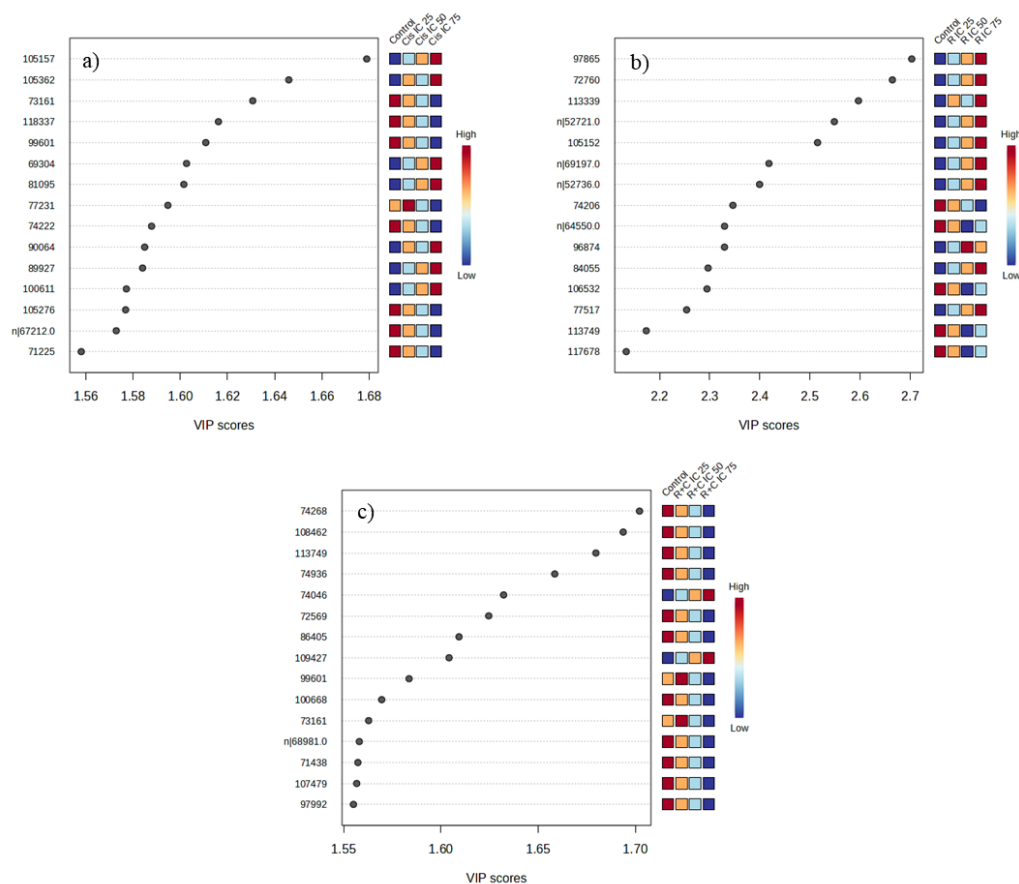 a)
Control
Cis IC 25
Cis IC 50
Cis IC 75
105157
105362
73161
118337
99601
69304
81095
77231
74222
90064
89927
100611
105276
n|67212.0
71225
High
Low
1.56 1.58 1.60 1.62 1.64 1.66 1.68
VIP scores
b)
Control
R IC 25
R IC 50
R IC 75
97865
72760
113339
n|52721.0
105152
n|69197.0
n|52736.0
74206
n|64550.0
96874
84055
106532
77517
113749
117678
High
Low
2.2 2.3 2.4 2.5 2.6 2.7
VIP scores
c)
Control
R+C IC 25
R+C IC 50
R+C IC 75
74268
108462
113749
74936
74046
72569
86405
109427
99601
100668
73161
n|68981.0
71438
107479
97992
High
Low
1.55 1.60 1.65 1.70
VIP scores